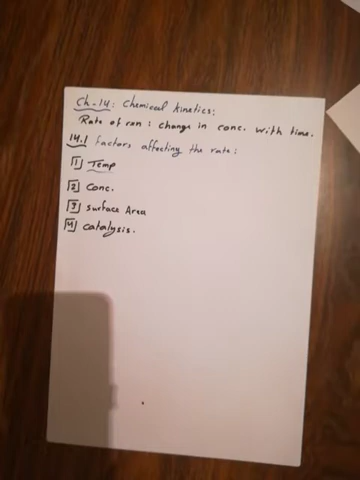 Ch-14: Chemical kinetics:
Rate of rxn: change in conc. with time.
14.1 factors affecting the rate:
1 Temp
2 Conc.
3 Surface Area
4 catalysis.